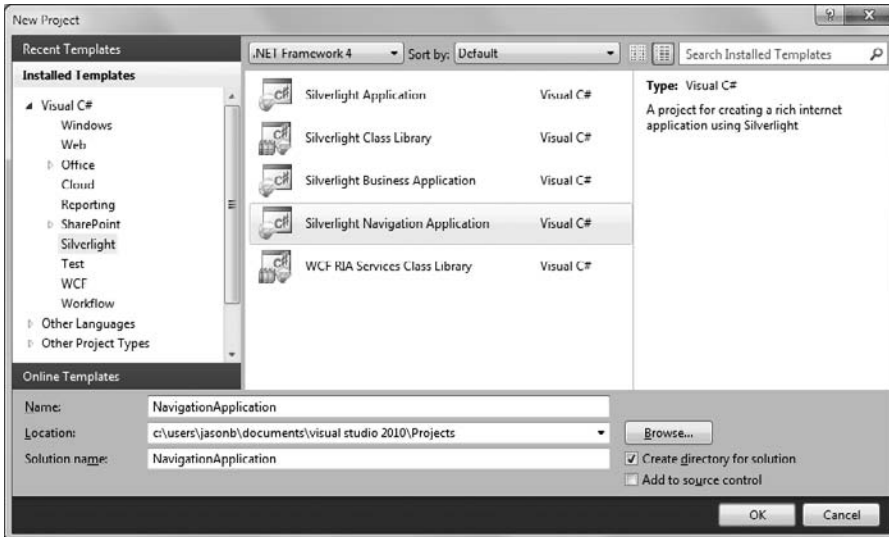 New Project
Recent Templates
Installed Templates
Visual C#
Windows
Web
Office
Cloud
Reporting
SharePoint
Silverlight
Test
WCF
Workflow
Other Languages
Other Project Types
Online Templates
.NET Framework 4
Sort by: Default
Search Installed Templates
Silverlight Application Visual C#
Silverlight Class Library Visual C#
Silverlight Business Application Visual C#
Silverlight Navigation Application Visual C#
WCF RIA Services Class Library Visual C#
Type: Visual C#
A project for creating a rich internet
application using Silverlight
Name: NavigationApplication
Location: c:\users\jasonb\documents\visual studio 2010\Projects
Browse...
Solution name: NavigationApplication
Create directory for solution
Add to source control
OK Cancel